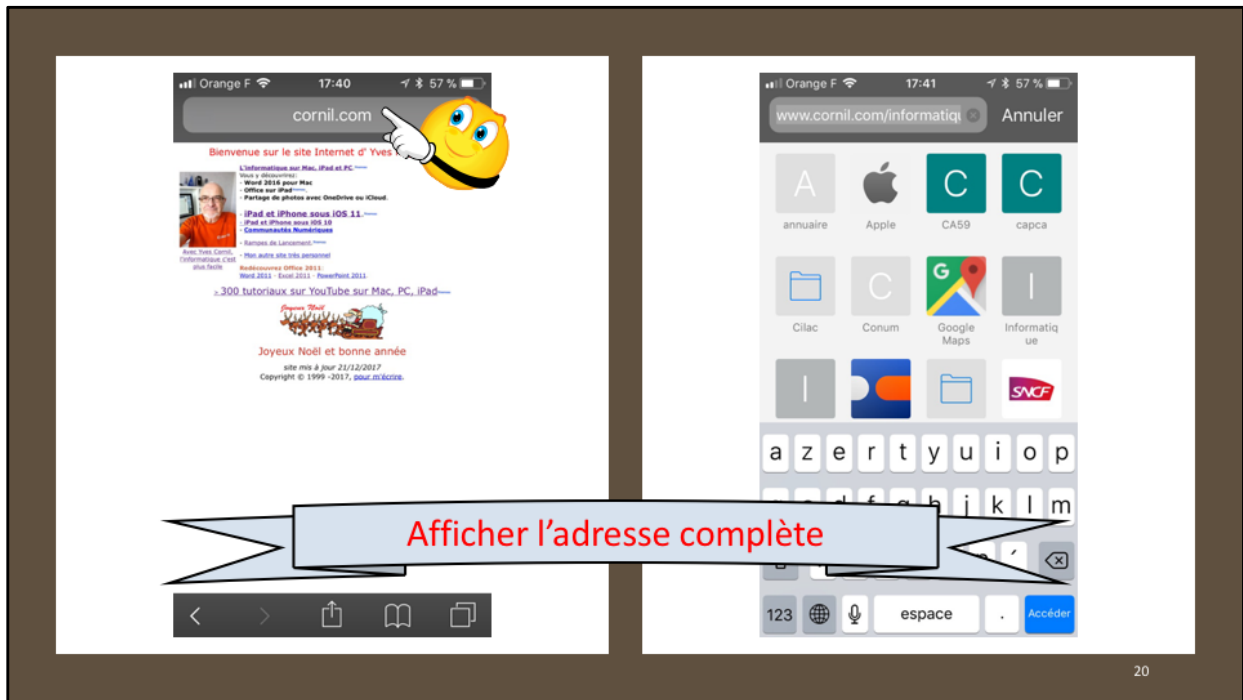 Orange F 17:40 57 %
cornil.com
Bienvenue sur le site Internet d' Yves
L'informatique sur Mac, iPad et PC
Vous y découvrirez:
- Word 2016 pour Mac
- Office sur iPad
- Partage de photos avec OneDrive ou iCloud.
- iPad et iPhone sous iOS 11.
- iPad et iPhone sous iOS 10
- Communautés Numériques
- Rampes de Lancement.
- Mon autre site très personnel
Avec Yves Cornil,
l'informatique c'est
plus facile
Redécouvrez Office 2011:
Word 2011 - Excel 2011 - PowerPoint 2011.
> 300 tutoriaux sur YouTube sur Mac, PC, iPad
Joyeux Noël
Joyeux Noël et bonne année
site mis à jour 21/12/2017
Copyright © 1999 -2017, pour m'écrire.
Orange F 17:41 57 %
www.cornil.com/informatiqu Annuler
A C C
annuaire Apple CA59 capca
C G I
Cilac Conum Google Maps Informatiq
ue
I SNCF
a z e r t y u i o p
j k l m
Afficher l'adresse complète
123 espace . Accéder
20